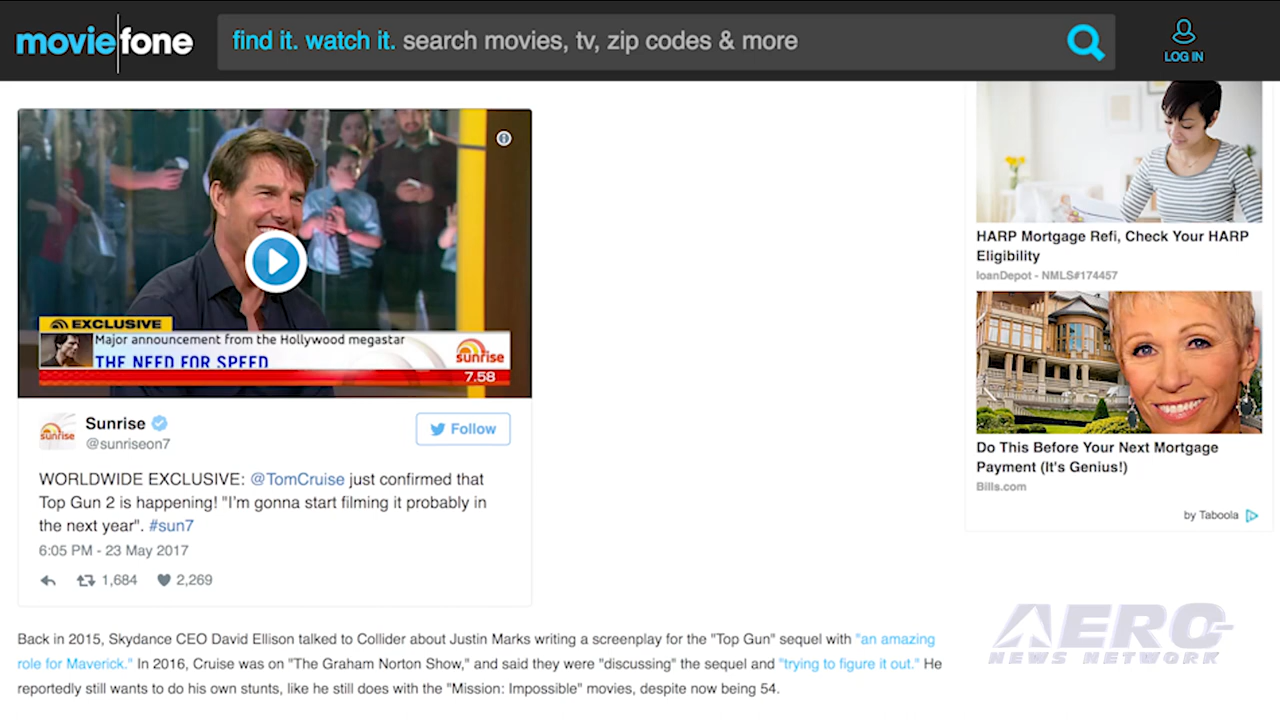 moviefone
find it. watch it. search movies, tv, zip codes & more
LOG IN
EXCLUSIVE
Major announcement from the Hollywood megastar
THE NEED FOR SPEED
sunrise
7.58
sunrise
Sunrise
@sunriseon7
Follow
WORLDWIDE EXCLUSIVE: @TomCruise just confirmed that
Top Gun 2 is happening! "I'm gonna start filming it probably in
the next year". #sun7
6:05 PM - 23 May 2017
1,684 2,269
Back in 2015, Skydance CEO David Ellison talked to Collider about Justin Marks writing a screenplay for the "Top Gun" sequel with "an amazing
role for Maverick." In 2016, Cruise was on "The Graham Norton Show," and said they were "discussing" the sequel and "trying to figure it out." He
reportedly still wants to do his own stunts, like he still does with the "Mission: Impossible" movies, despite now being 54.
HARP Mortgage Refi, Check Your HARP
Eligibility
loanDepot - NMLS#174457
Do This Before Your Next Mortgage
Payment (It's Genius!)
Bills.com
by Taboola
AERO
NEWS NETWORK